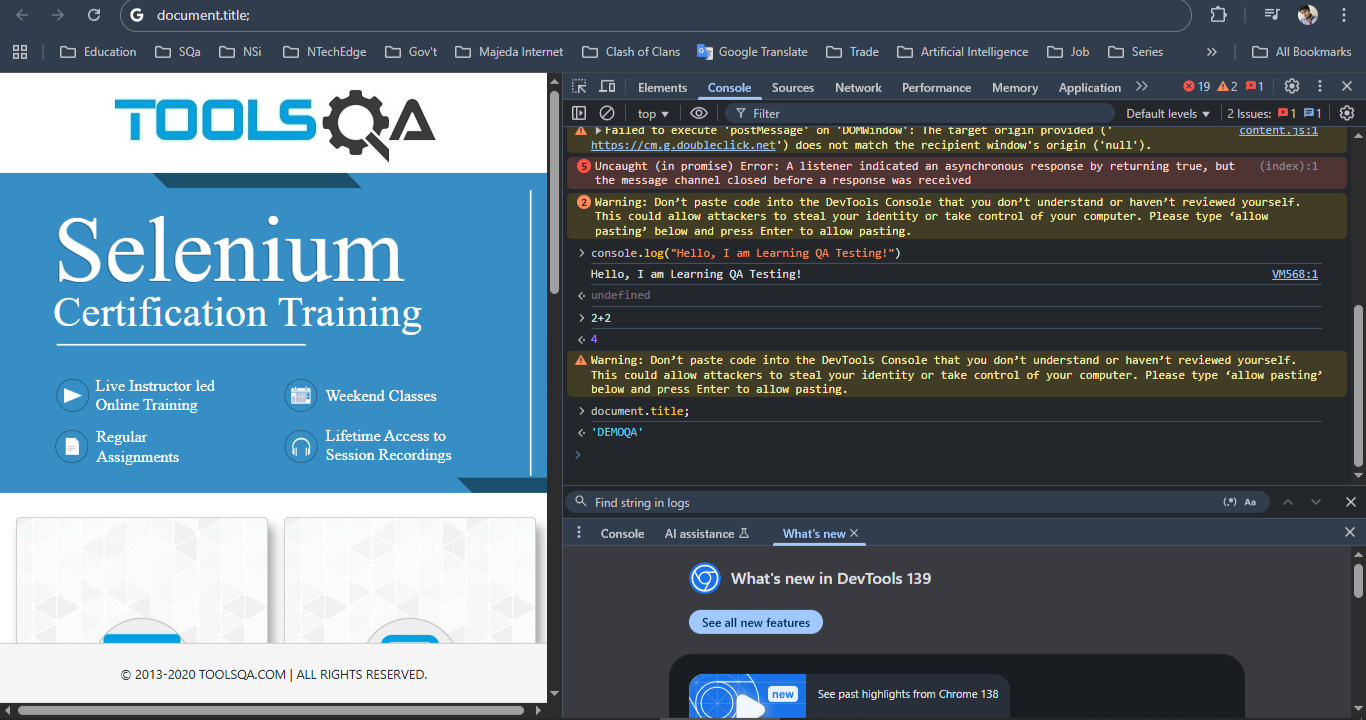 document.title;
Education
SQa
NSi
NTechEdge
Gov't
Majeda Internet
Clash of Clans
Google Translate
Trade
Artificial Intelligence
Job
Series
»
All Bookmarks
TOOLSQA
Selenium
Certification Training
Live Instructor led
Online Training
Weekend Classes
Regular
Assignments
Lifetime Access to
Session Recordings
© 2013-2020 TOOLSQA.COM | ALL RIGHTS RESERVED.
Elements
Console
Sources
Network
Performance
Memory
Application
»
19
2
1
top
Filter
Default levels
2 Issues:
1
1
Failed to execute 'postMessage' on 'DOMWindow': The target origin provided ('
content.js:1
https://cm.g.doubleclick.net') does not match the recipient window's origin ('null').
5
Uncaught (in promise) Error: A listener indicated an asynchronous response by returning true, but
(index):1
the message channel closed before a response was received
2
Warning: Don’t paste code into the DevTools Console that you don’t understand or haven’t reviewed yourself.
This could allow attackers to steal your identity or take control of your computer. Please type ‘allow
pasting’ below and press Enter to allow pasting.
console.log("Hello, I am Learning QA Testing!")
Hello, I am Learning QA Testing!
VM568:1
undefined
2+2
4
Warning: Don’t paste code into the DevTools Console that you don’t understand or haven’t reviewed yourself.
This could allow attackers to steal your identity or take control of your computer. Please type ‘allow pasting’
below and press Enter to allow pasting.
document.title;
'DEMOQA'
Find string in logs
(.*)
Aa
Console
AI assistance
What's new
What's new in DevTools 139
See all new features
new
See past highlights from Chrome 138